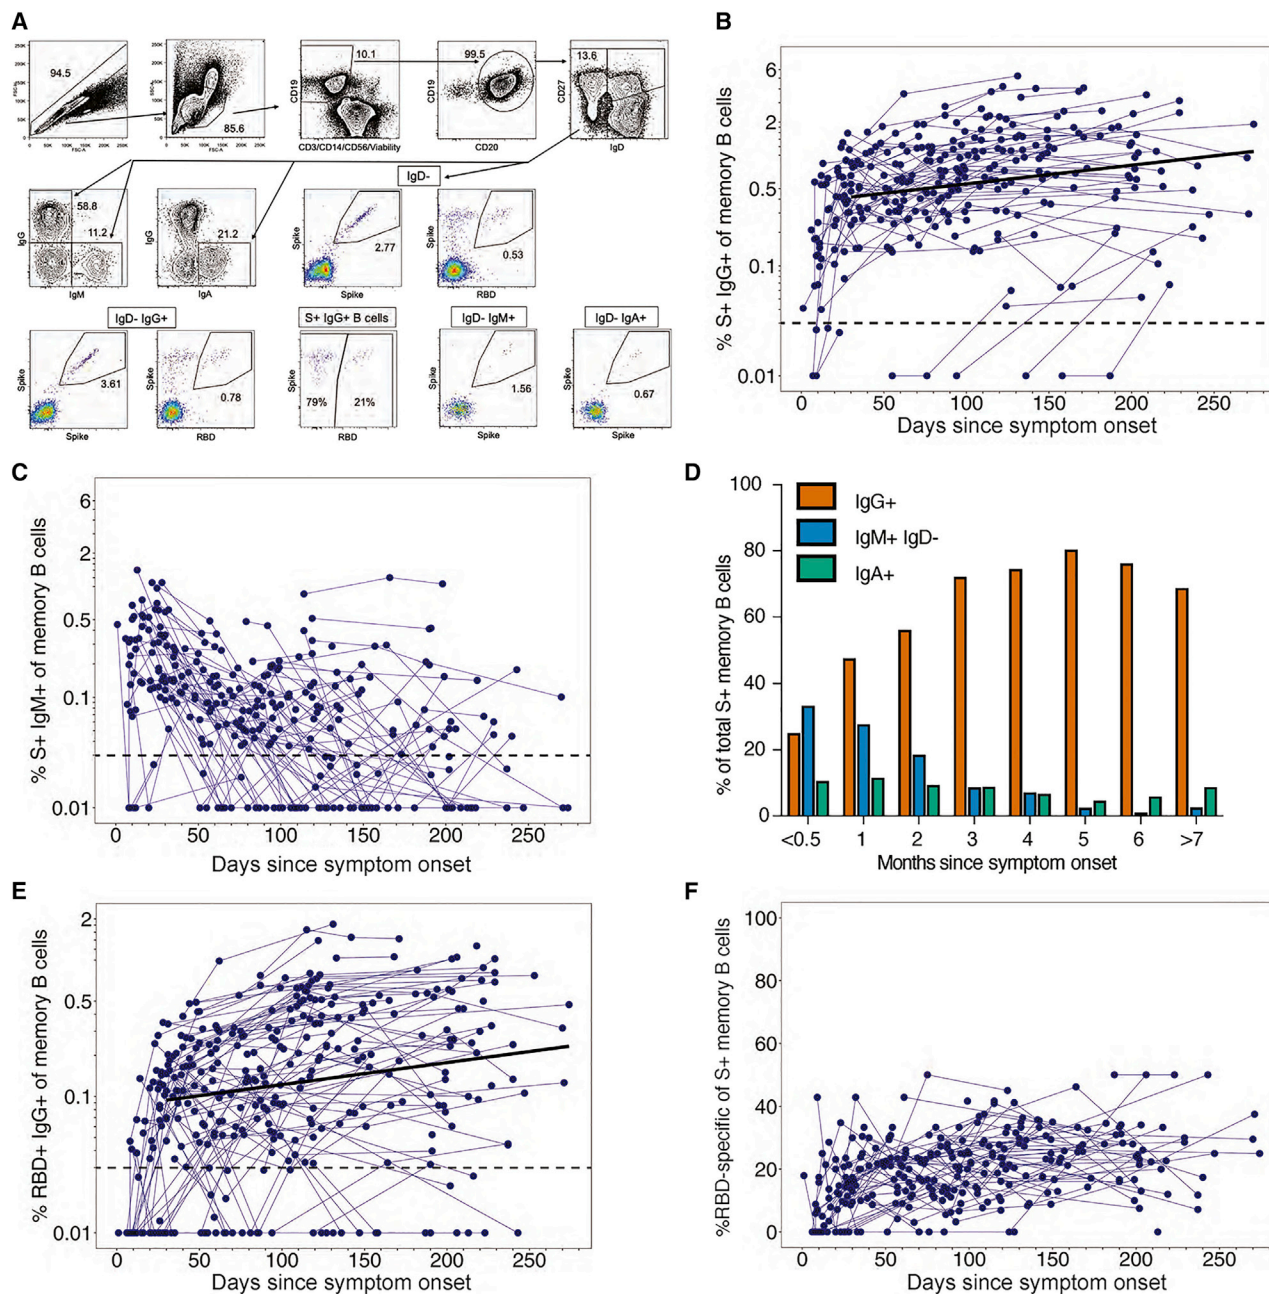 A
94.5
FSC-A
FSC-A
85.6
SSC-A
FSC-A
10.1
CD19
CD3/CD14/CD56/Viability
99.5
CD19
CD20
13.6
CD27
IgD
IgD-
58.8
11.2
IgG
IgM
21.2
IgG
IgA
2.77
Spike
Spike
0.53
Spike
RBD
IgD- IgG+
S+ IgG+ B cells
IgD- IgM+
IgD- IgA+
3.61
Spike
Spike
0.78
Spike
RBD
79%
21%
Spike
RBD
1.56
Spike
Spike
0.67
Spike
Spike
B
% S+ IgG+ of memory B cells
6
2
0.5
0.1
0.01
0 50 100 150 200 250
Days since symptom onset
C
% S+ IgM+ of memory B cells
6
2
0.5
0.1
0.01
0 50 100 150 200 250
Days since symptom onset
D
% of total S+ memory B cells
100
80
60
40
20
0
IgG+
IgM+ IgD-
IgA+
<0.5 1 2 3 4 5 6 >7
Months since symptom onset
E
% RBD+ IgG+ of memory B cells
2
0.5
0.1
0.01
0 50 100 150 200 250
Days since symptom onset
F
%RBD-specific of S+ memory B cells
100
80
60
40
20
0
0 50 100 150 200 250
Days since symptom onset